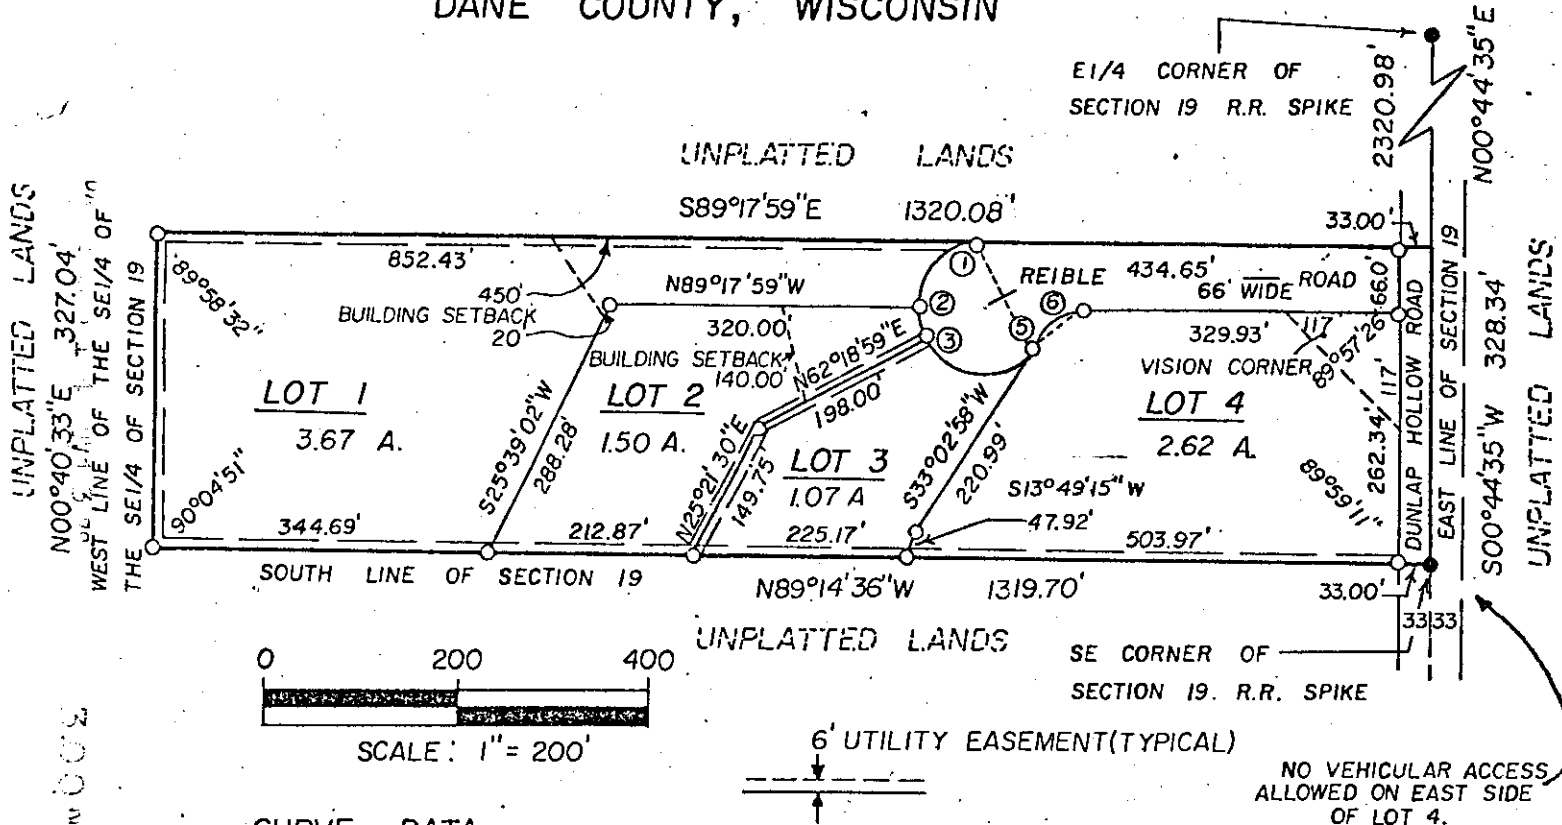 DANE COUNTY, WISCONSIN
E1/4 CORNER OF
SECTION 19 R.R. SPIKE
2320.98'
N00°44'35"E
UNPLATTED LANDS
S89°17'59"E 1320.08'
33.00'
UNPLATTED LANDS
N00°40'33"E 327.04'
WEST LINE OF THE SE1/4 OF
THE SE1/4 OF SECTION 19
89°58'32"
852.43'
450'
BUILDING SETBACK
20'
N89°17'59"W
320.00'
BUILDING SETBACK
140.00'
1
2
3
5
6
REIBLE ROAD
434.65'
66' WIDE
66.0'
329.93'
117'
VISION CORNER
89°57'26"
117'
262.34'
DUNLAP HOLLOW ROAD
EAST LINE OF SECTION 19
S00°44'35"W 328.34'
UNPLATTED LANDS
LOT 1
3.67 A.
S25°39'02"W
288.28'
LOT 2
1.50 A.
N62°18'59"E
198.00'
N25°21'30"E
149.75'
LOT 3
1.07 A
S33°02'58"W
220.99'
LOT 4
2.62 A.
S13°49'15"W
47.92'
89°59'11"
90°04'51"
344.69'
212.87'
225.17'
503.97'
SOUTH LINE OF SECTION 19
N89°14'36"W 1319.70'
33.00'
33 33
UNPLATTED LANDS
SE CORNER OF
SECTION 19. R.R. SPIKE
0 200 400
SCALE: 1"= 200'
6' UTILITY EASEMENT(TYPICAL)
NO VEHICULAR ACCESS
ALLOWED ON EAST SIDE
OF LOT 4.
CURVE DATA